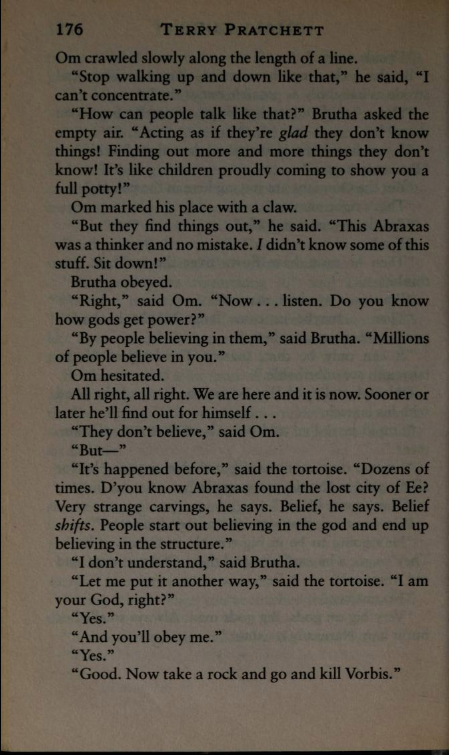 176 TERRY PRATCHETT
Om crawled slowly along the length of a line.
“Stop walking up and down like that,” he said, “I
can’t concentrate.”
“How can people talk like that?” Brutha asked the
empty air. “Acting as if they’re glad they don’t know
things! Finding out more and more things they don’t
know! It’s like children proudly coming to show you a
full potty!”
Om marked his place with a claw.
“But they find things out,” he said. “This Abraxas
was a thinker and no mistake. I didn’t know some of this
stuff. Sit down!”
Brutha obeyed.
“Right,” said Om. “Now . . . listen. Do you know
how gods get power?”
“By people believing in them,” said Brutha. “Millions
of people believe in you.”
Om hesitated.
All right, all right. We are here and it is now. Sooner or
later he’ll find out for himself . . .
“They don’t believe,” said Om.
“But—”
“It’s happened before,” said the tortoise. “Dozens of
times. D’you know Abraxas found the lost city of Ee?
Very strange carvings, he says. Belief, he says. Belief
shifts. People start out believing in the god and end up
believing in the structure.”
“I don’t understand,” said Brutha.
“Let me put it another way,” said the tortoise. “I am
your God, right?”
“Yes.”
“And you’ll obey me.”
“Yes.”
“Good. Now take a rock and go and kill Vorbis.”